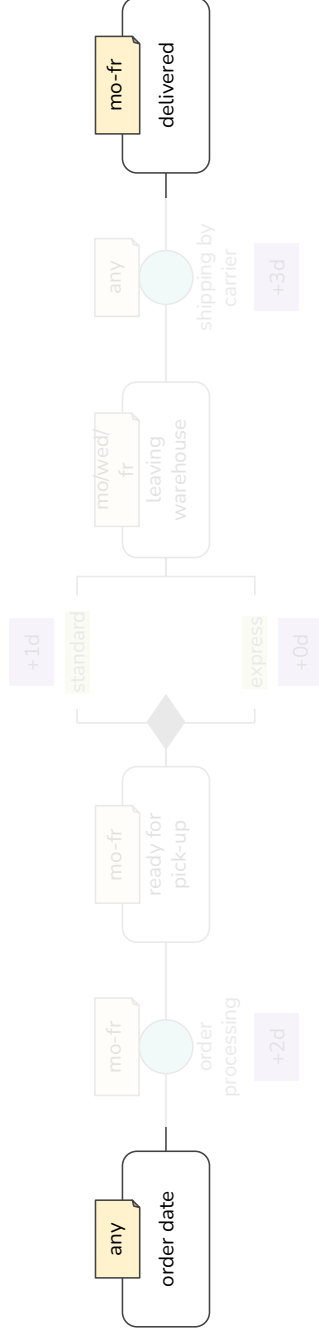 any
order date
mo-fr
order
processing
+2d
mo-fr
ready for
pick-up
standard
+1d
express
+0d
mo/wed/
fr
leaving
warehouse
any
shipping by
carrier
+3d
mo-fr
delivered